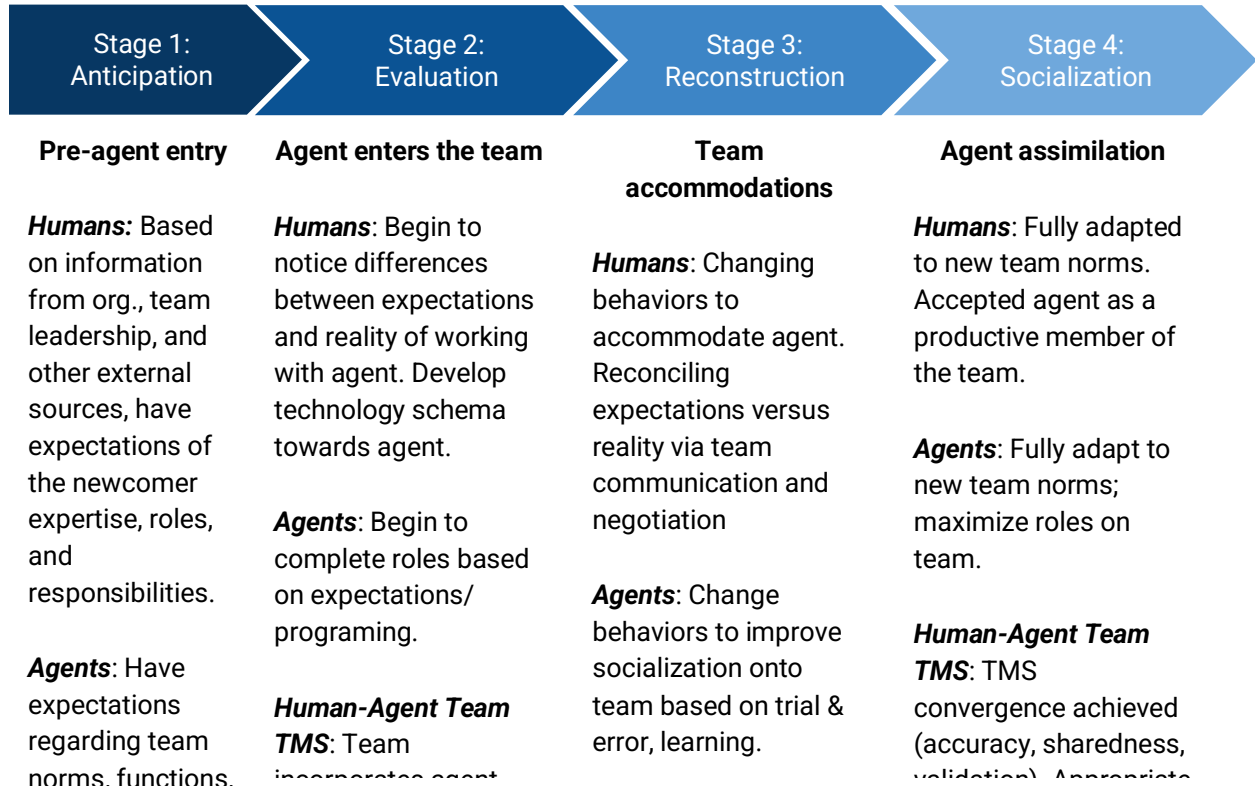 Stage 1:
Anticipation
Stage 2:
Evaluation
Stage 3:
Reconstruction
Stage 4:
Socialization
Pre-agent entry
Humans: Based
on information
from org., team
leadership, and
other external
sources, have
expectations of
the newcomer
expertise, roles,
and
responsibilities.
Agents: Have
expectations
regarding team
norms, functions,
Agent enters the team
Humans: Begin to
notice differences
between expectations
and reality of working
with agent. Develop
technology schema
towards agent.
Agents: Begin to
complete roles based
on expectations/
programing.
Human-Agent Team
TMS: Team
incorporates agent
Team
accommodations
Humans: Changing
behaviors to
accommodate agent.
Reconciling
expectations versus
reality via team
communication and
negotiation
Agents: Change
behaviors to improve
socialization onto
team based on trial &
error, learning.
Agent assimilation
Humans: Fully adapted
to new team norms.
Accepted agent as a
productive member of
the team.
Agents: Fully adapt to
new team norms;
maximize roles on
team.
Human-Agent Team
TMS: TMS
convergence achieved
(accuracy, sharedness,
validation). Appropriate